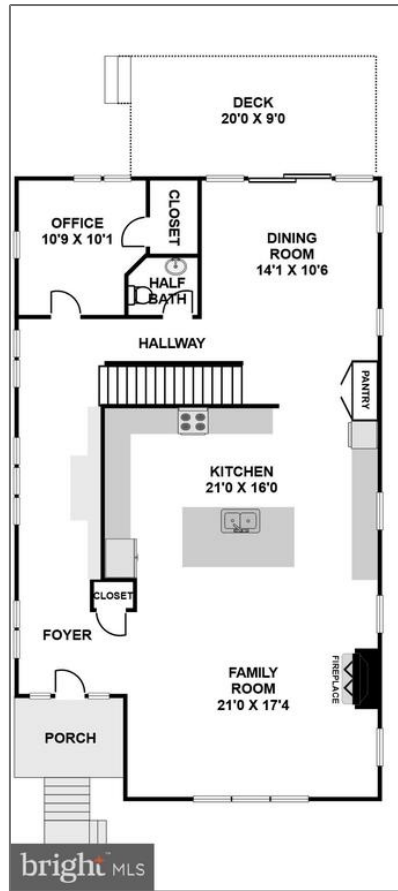 DECK
20'0 X 9'0
OFFICE
10'9 X 10'1
CLOSET
DINING
ROOM
14'1 X 10'6
HALF
BATH
HALLWAY
PANTRY
KITCHEN
21'0 X 16'0
CLOSET
FOYER
FAMILY
ROOM
21'0 X 17'4
FIREPLACE
PORCH
bright MLS